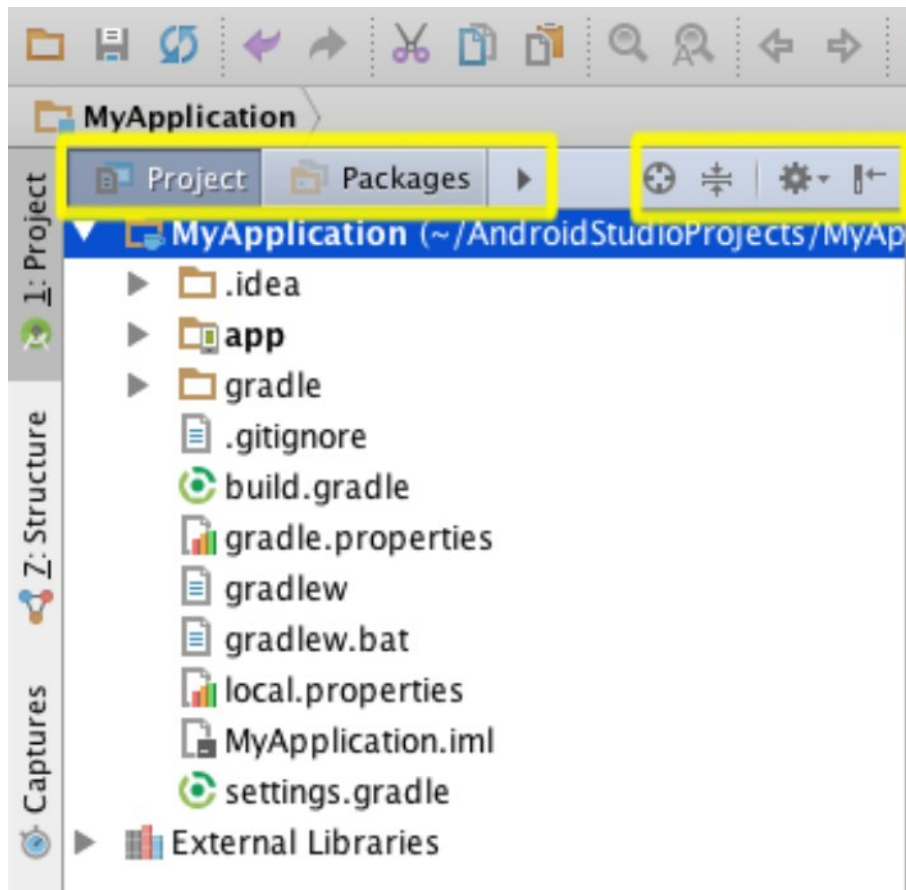 MyApplication
Project Packages
1: Project
7: Structure
Captures
MyApplication (~/AndroidStudioProjects/MyAp
.idea
app
gradle
.gitignore
build.gradle
gradle.properties
gradlew
gradlew.bat
local.properties
MyApplication.iml
settings.gradle
External Libraries